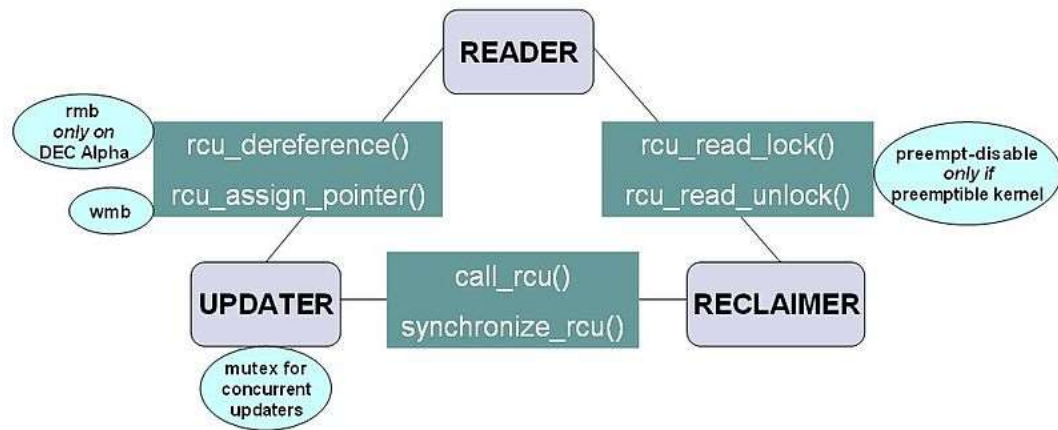 READER
rmb
only on
DEC Alpha
rcu_dereference()
rcu_assign_pointer()
wmb
rcu_read_lock()
rcu_read_unlock()
preempt-disable
only if
preemptible kernel
UPDATER
call_rcu()
synchronize_rcu()
RECLAIMER
mutex for
concurrent
updaters